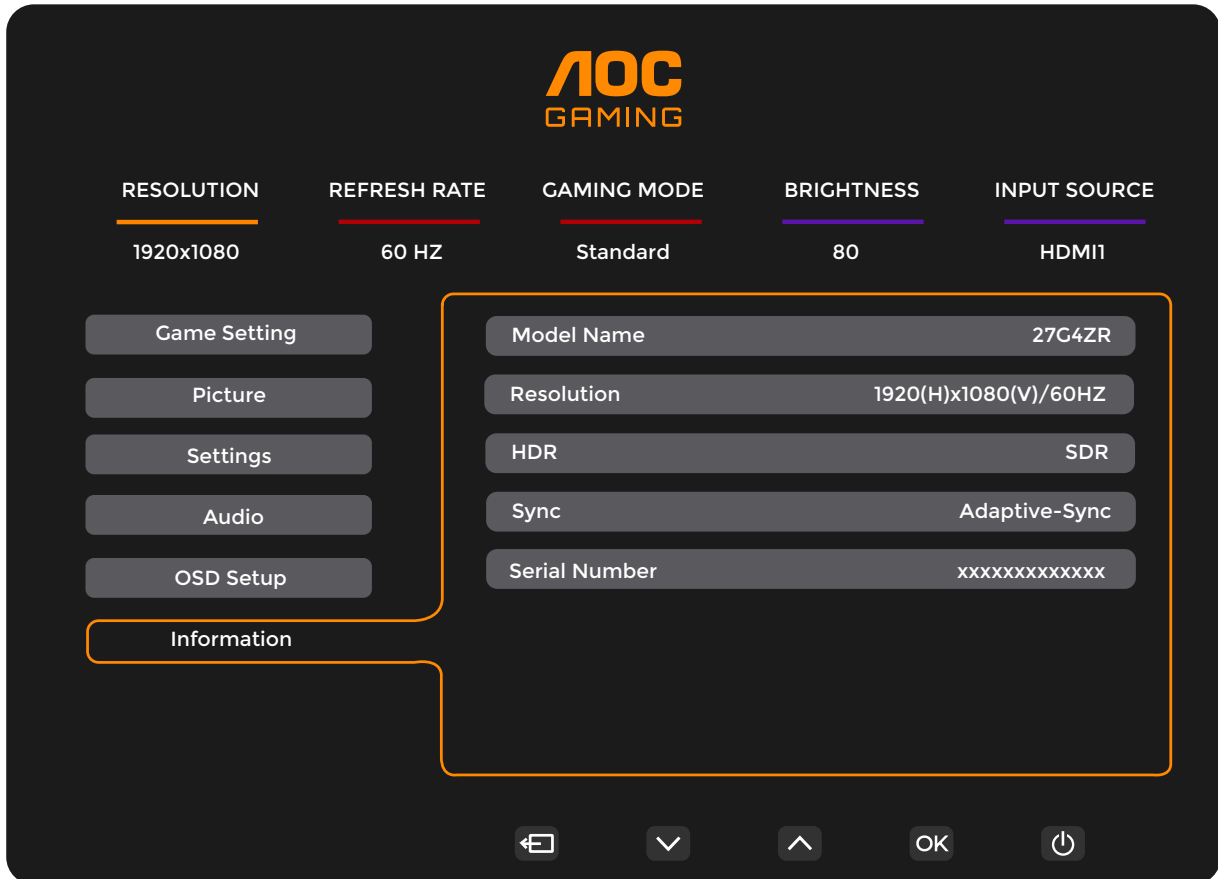 AOC
GAMING
RESOLUTION REFRESH RATE GAMING MODE BRIGHTNESS INPUT SOURCE
1920x1080 60 HZ Standard 80 HDMI1
Game Setting
Picture
Settings
Audio
OSD Setup
Information
Model Name 27G4ZR
Resolution 1920(H)x1080(V)/60HZ
HDR SDR
Sync Adaptive-Sync
Serial Number xxxxxxxxxxxxx
OK